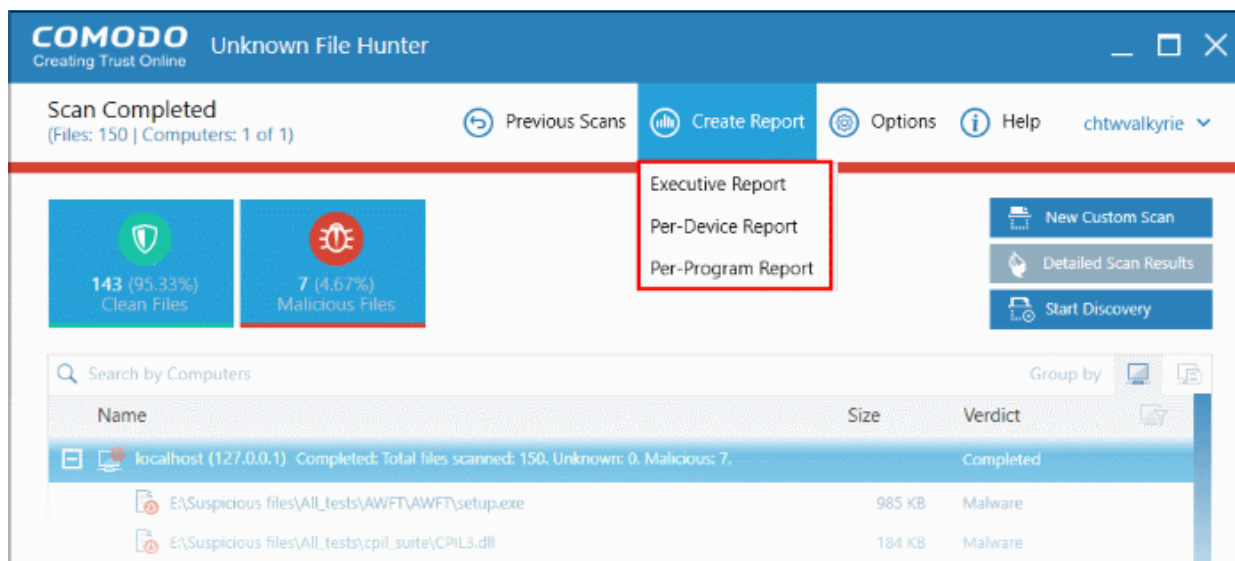 COMODO
Creating Trust Online
Unknown File Hunter
Scan Completed
(Files: 150 | Computers: 1 of 1)
Previous Scans
Create Report
Options
Help
chtwvalkyrie
Executive Report
Per-Device Report
Per-Program Report
143 (95.33%)
Clean Files
7 (4.67%)
Malicious Files
New Custom Scan
Detailed Scan Results
Start Discovery
Search by Computers
Group by
Name
Size
Verdict
localhost (127.0.0.1) Completed: Total files scanned: 150. Unknown: 0. Malicious: 7.
Completed
E:\Suspicious files\All_tests\AWFT\AWFT\setup.exe
985 KB
Malware
E:\Suspicious files\All_tests\cpil_suite\CPIL3.dll
184 KB
Malware